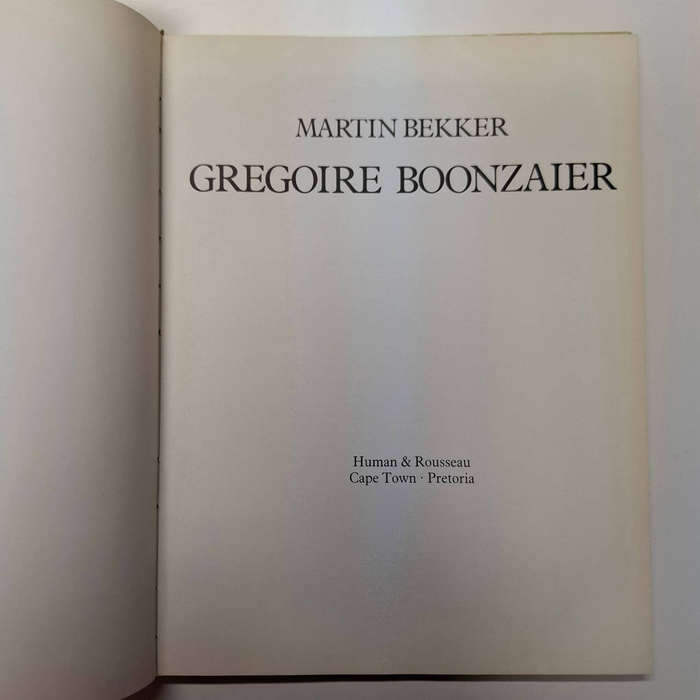 MARTIN BEKKER
GREGOIRE BOONZAIER
Human & Rousseau
Cape Town · Pretoria